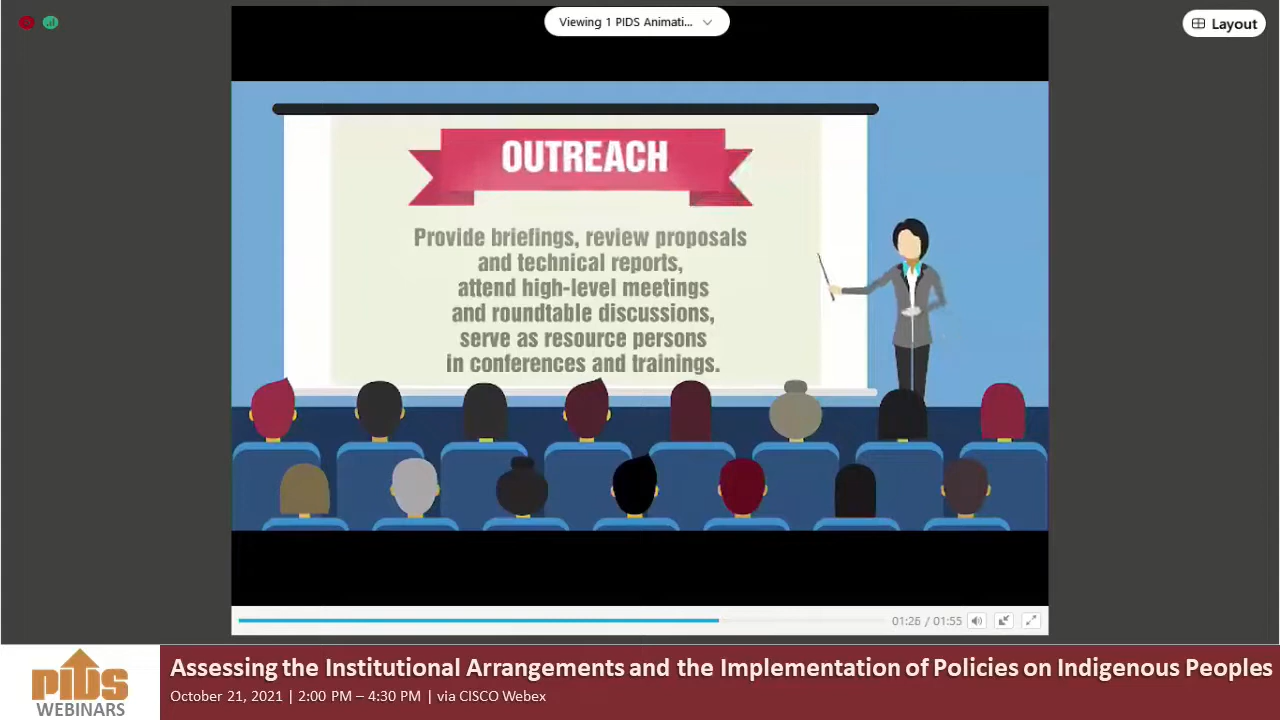 Viewing 1 PIDS Animati...
Layout
OUTREACH
Provide briefings, review proposals
and technical reports,
attend high-level meetings
and roundtable discussions,
serve as resource persons
in conferences and trainings.
01:26 / 01:55
PIDS
WEBINARS
Assessing the Institutional Arrangements and the Implementation of Policies on Indigenous Peoples
October 21, 2021 | 2:00 PM – 4:30 PM | via CISCO Webex